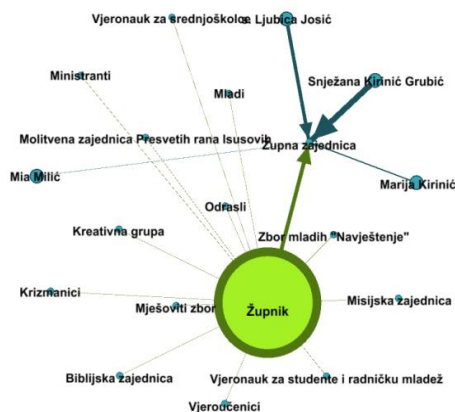 Vjeronauk za srednjoškolce
s. Ljubica Josić
Ministranti
Snježana Kirinić Grubić
Mladi
Molitvena zajednica Presvetih rana Isusovih
Župna zajednica
Mia Milić
Marija Kirinić
Odrasli
Kreativna grupa
Zbor mladih "Navještenje"
Krizmanici
Mješoviti zbor
Župnik
Misijska zajednica
Biblijska zajednica
Vjeronauk za studente i radničku mladež
Vjeroučenici